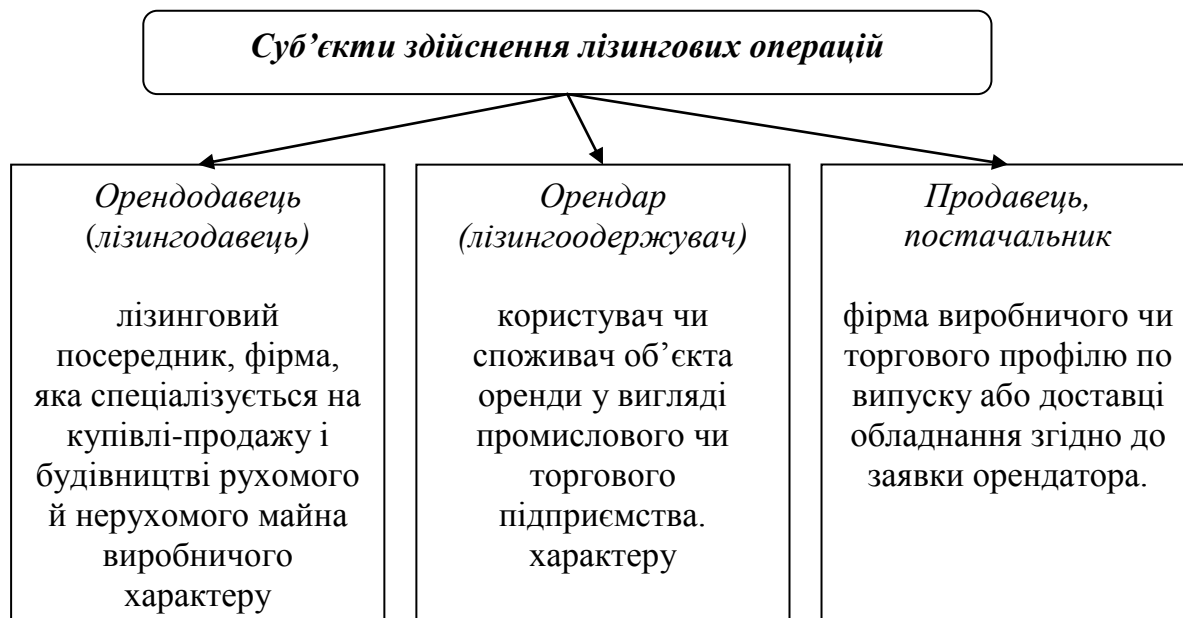 Суб’єкти здійснення лізингових операцій
Орендодавець
(лізингодавець)
лізинговий
посередник, фірма,
яка спеціалізується на
купівлі-продажу і
будівництві рухомого
й нерухомого майна
виробничого
характеру
Орендар
(лізингоодержувач)
користувач чи
споживач об’єкта
оренди у вигляді
промислового чи
торгового
підприємства.
характеру
Продавець,
постачальник
фірма виробничого чи
торгового профілю по
випуску або доставці
обладнання згідно до
заявки орендатора.